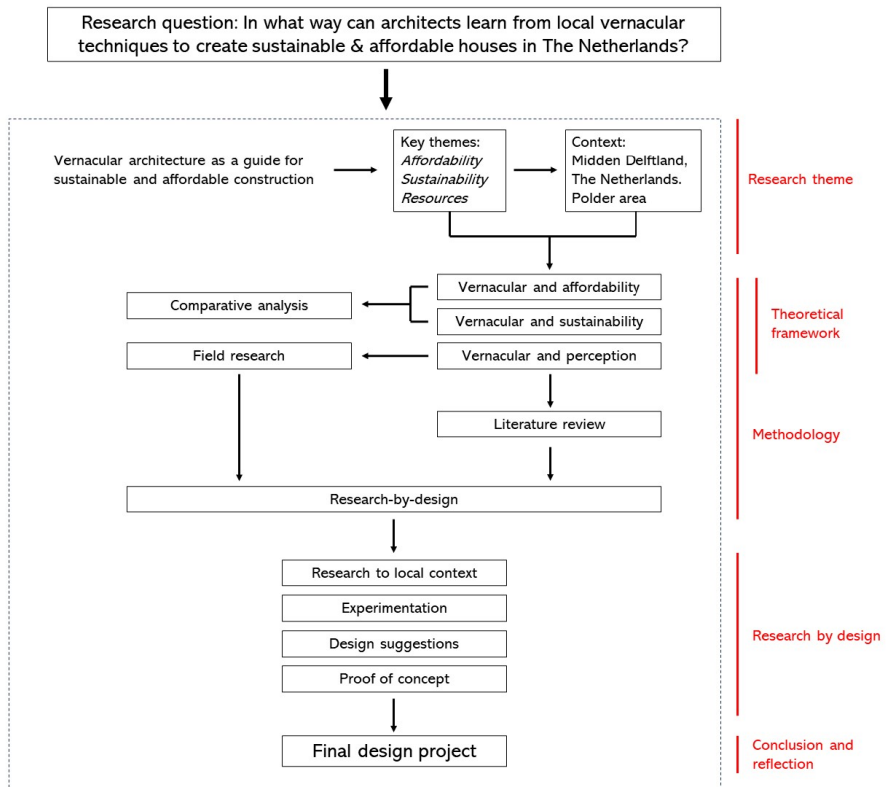 Research question: In what way can architects learn from local vernacular
techniques to create sustainable & affordable houses in The Netherlands?
Vernacular architecture as a guide for
sustainable and affordable construction
Key themes:
Affordability
Sustainability
Resources
Context:
Midden Delftland,
The Netherlands.
Polder area
Research theme
Vernacular and affordability
Comparative analysis
Vernacular and sustainability
Theoretical
framework
Field research
Vernacular and perception
Literature review
Methodology
Research-by-design
Research to local context
Experimentation
Design suggestions
Proof of concept
Research by design
Final design project
Conclusion and
reflection